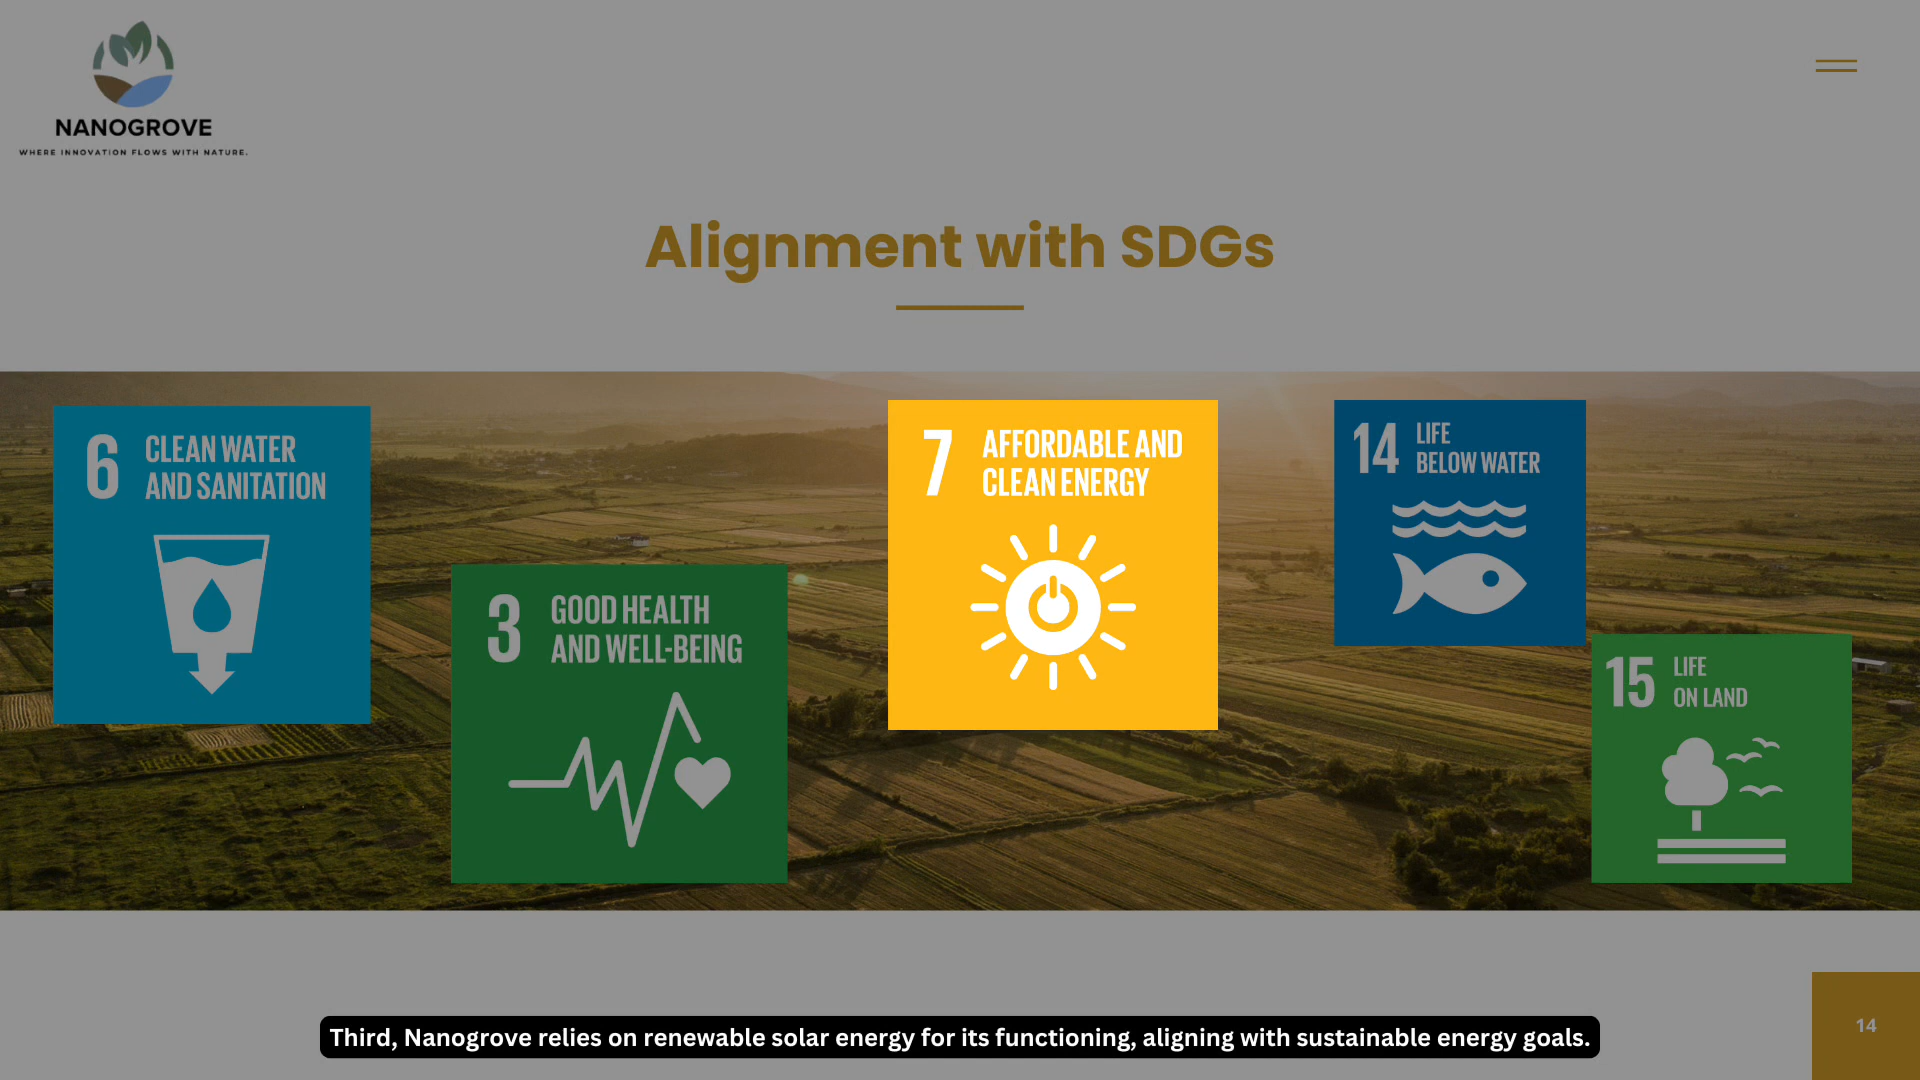 NANOGROVE
WHERE INNOVATION FLOWS WITH NATURE.
Alignment with SDGs
6 CLEAN WATER
AND SANITATION
3 GOOD HEALTH
AND WELL-BEING
7 AFFORDABLE AND
CLEAN ENERGY
14 LIFE
BELOW WATER
15 LIFE
ON LAND
Third, Nanogrove relies on renewable solar energy for its functioning, aligning with sustainable energy goals.
14